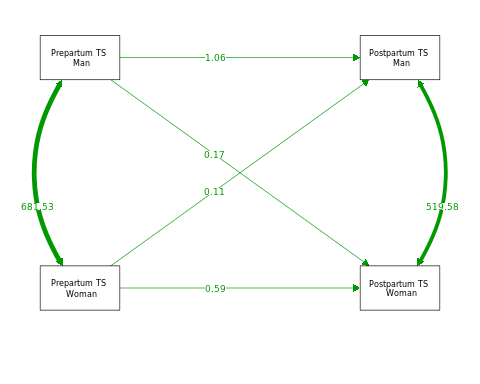 Prepartum TS
Man
Postpartum TS
Man
1.06
0.17
0.11
681.53
519.58
Prepartum TS
Woman
Postpartum TS
Woman
0.59